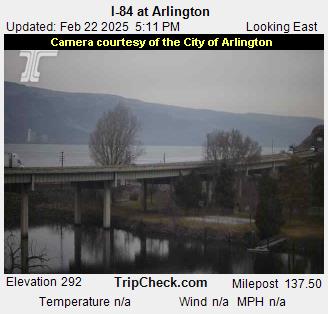 I-84 at Arlington
Updated: Feb 22 2025 5:11 PM Looking East
Camera courtesy of the City of Arlington
Elevation 292 TripCheck.com Milepost 137.50
Temperature n/a Wind n/a MPH n/a